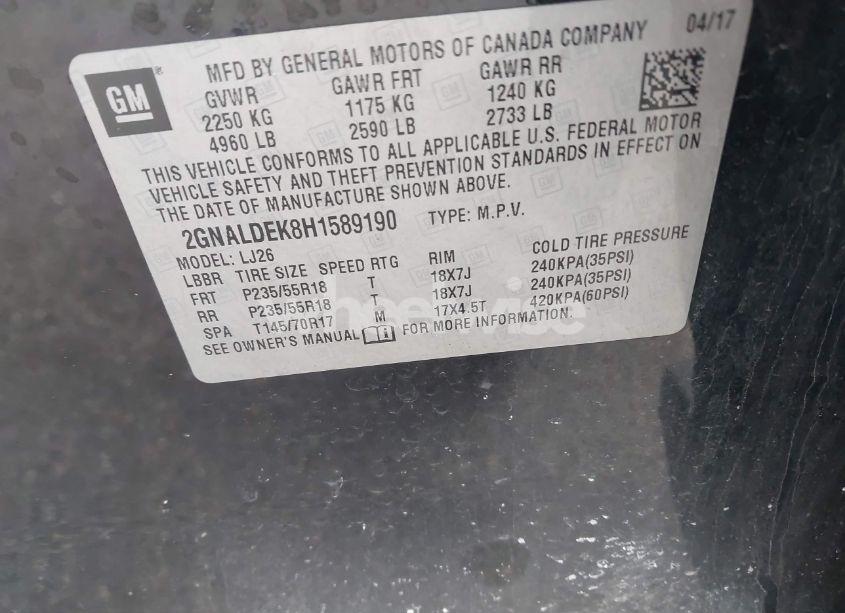 MFD BY GENERAL MOTORS OF CANADA COMPANY 04/17
GM
GVWR GAWR FRT GAWR RR
2250 KG 1175 KG 1240 KG
4960 LB 2590 LB 2733 LB
THIS VEHICLE CONFORMS TO ALL APPLICABLE U.S. FEDERAL MOTOR
VEHICLE SAFETY AND THEFT PREVENTION STANDARDS IN EFFECT ON
THE DATE OF MANUFACTURE SHOWN ABOVE.
2GNALDEK8H1589190 TYPE: M.P.V.
MODEL: LJ26
LBBR TIRE SIZE SPEED RTG RIM COLD TIRE PRESSURE
FRT P235/55R18 T 18X7J 240KPA(35PSI)
RR P235/55R18 T 18X7J 240KPA(35PSI)
SPA T145/70R17 M 17X4.5T 420KPA(60PSI)
SEE OWNER'S MANUAL FOR MORE INFORMATION.